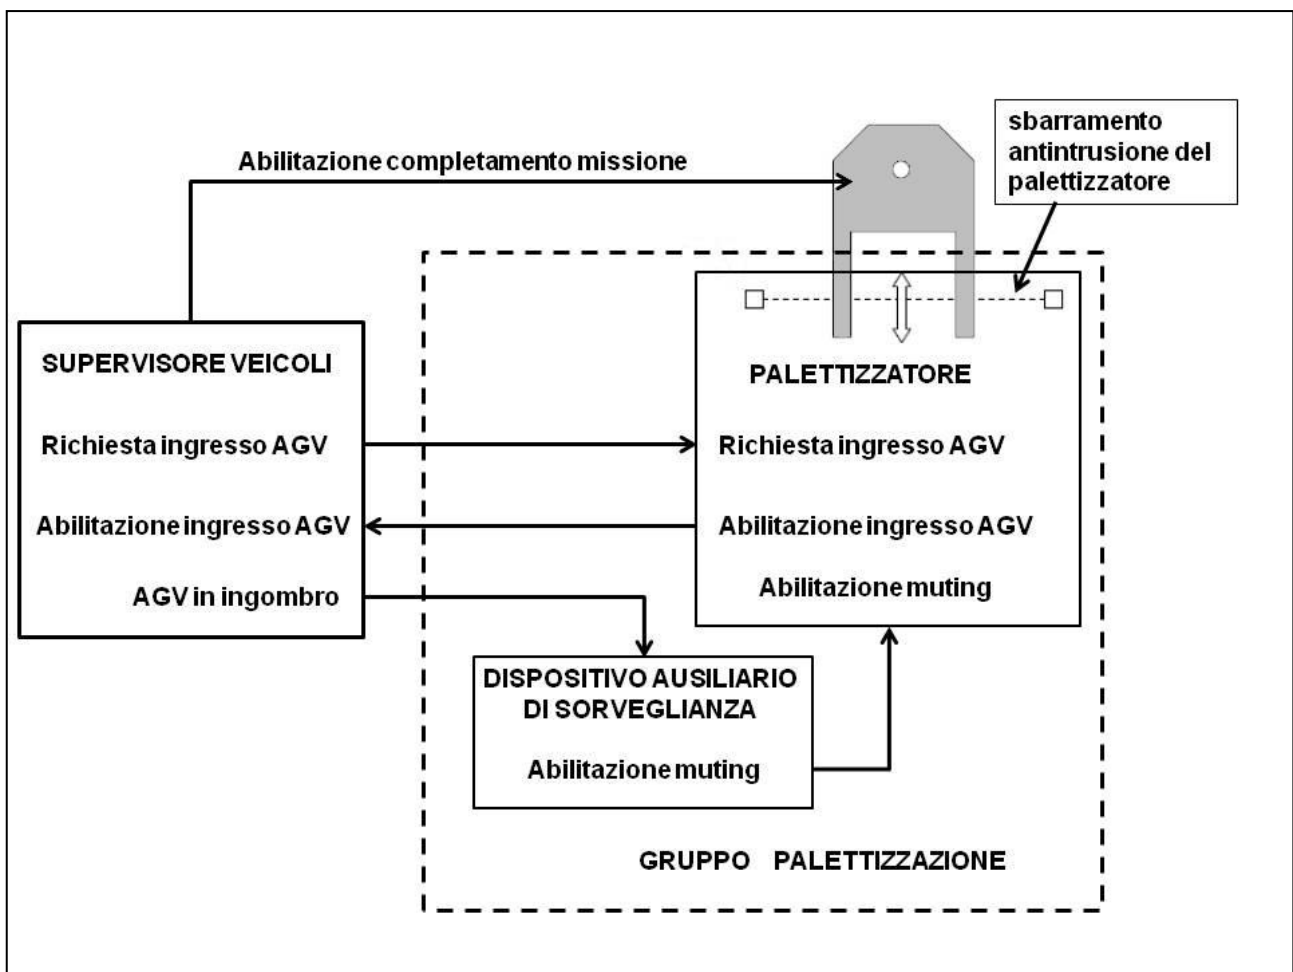 sbarramento
antintrusione del
palettizzatore
Abilitazione completamento missione
SUPERVISORE VEICOLI
Richiesta ingresso AGV
Abilitazione ingresso AGV
AGV in ingombro
PALETTIZZATORE
Richiesta ingresso AGV
Abilitazione ingresso AGV
Abilitazione muting
DISPOSITIVO AUSILIARIO
DI SORVEGLIANZA
Abilitazione muting
GRUPPO PALETTIZZAZIONE